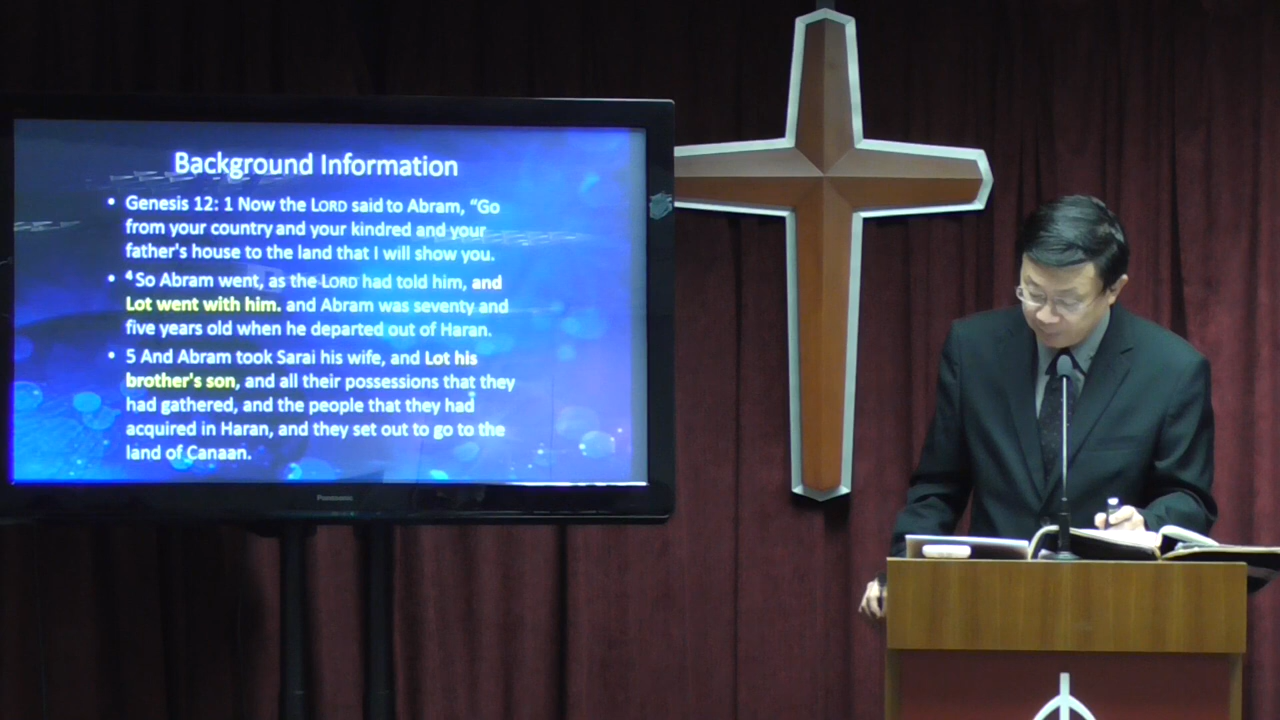 Background Information
• Genesis 12: 1 Now the LORD said to Abram, “Go
from your country and your kindred and your
father's house to the land that I will show you.
• ⁴ So Abram went, as the LORD had told him, and
Lot went with him. and Abram was seventy and
five years old when he departed out of Haran.
• 5 And Abram took Sarai his wife, and Lot his
brother's son, and all their possessions that they
had gathered, and the people that they had
acquired in Haran, and they set out to go to the
land of Canaan.
Panasonic